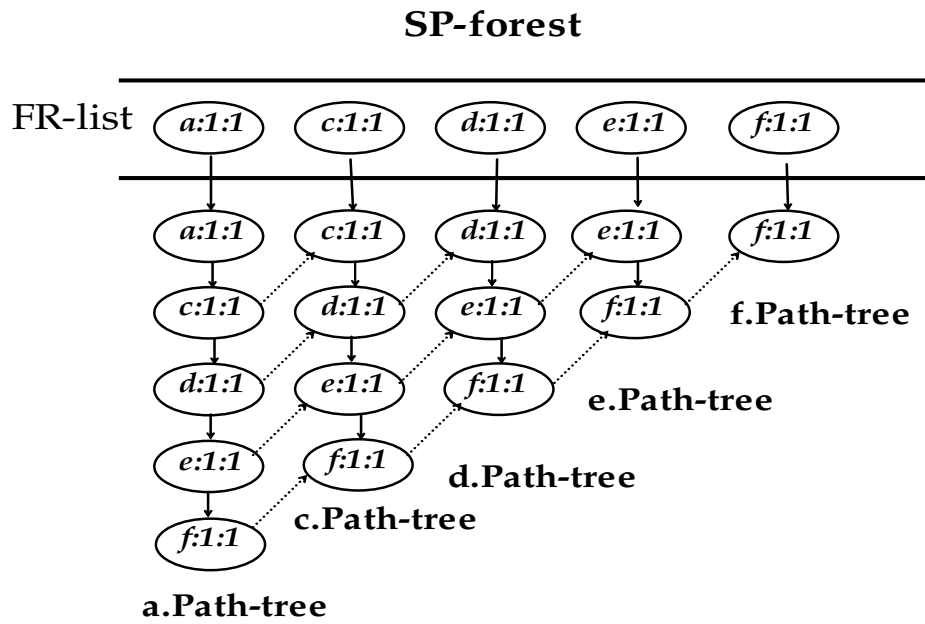 SP-forest
FR-list a:1:1 c:1:1 d:1:1 e:1:1 f:1:1
a:1:1 c:1:1 d:1:1 e:1:1 f:1:1
c:1:1 d:1:1 e:1:1 f:1:1 f.Path-tree
d:1:1 e:1:1 f:1:1 e.Path-tree
e:1:1 f:1:1 d.Path-tree
f:1:1 c.Path-tree
a.Path-tree